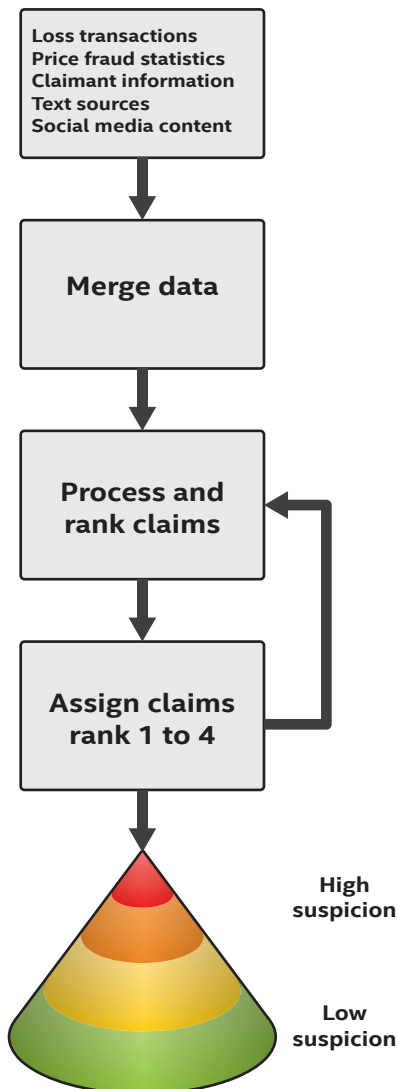 Loss transactions
Price fraud statistics
Claimant information
Text sources
Social media content
Merge data
Process and
rank claims
Assign claims
rank 1 to 4
High
suspicion
Low
suspicion